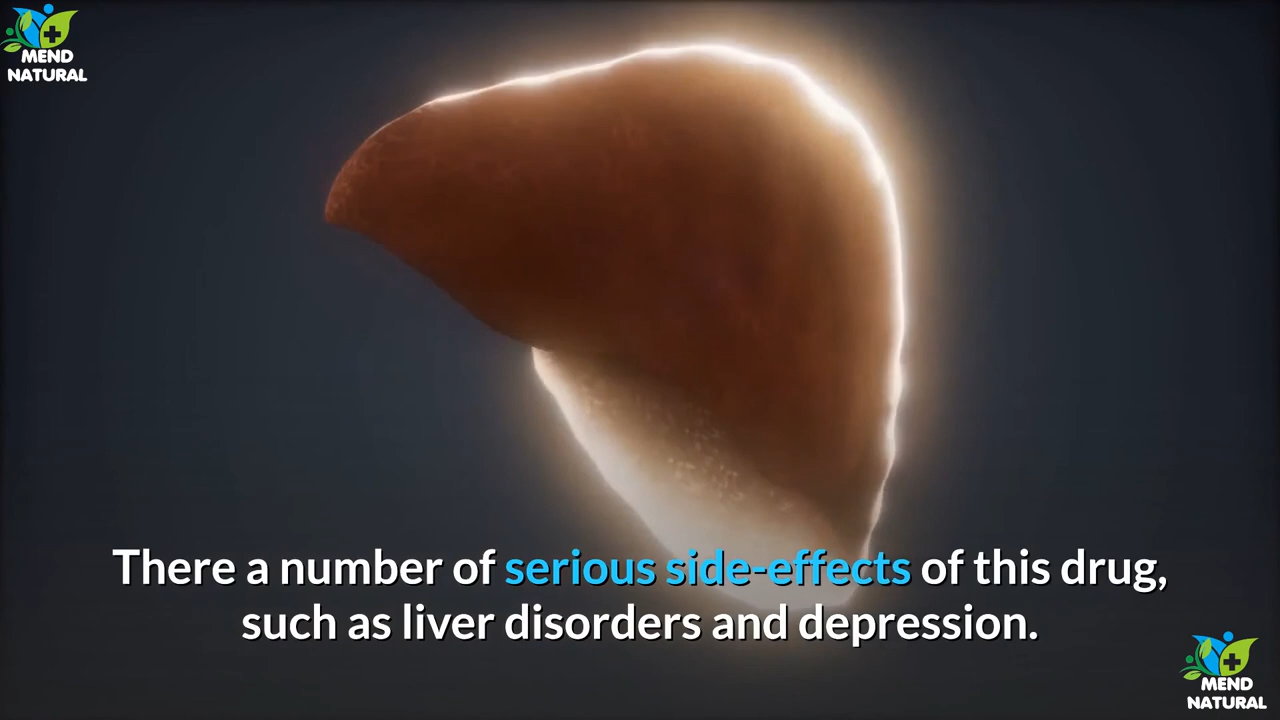 MEND
NATURAL
There a number of serious side-effects of this drug,
such as liver disorders and depression.
MEND
NATURAL